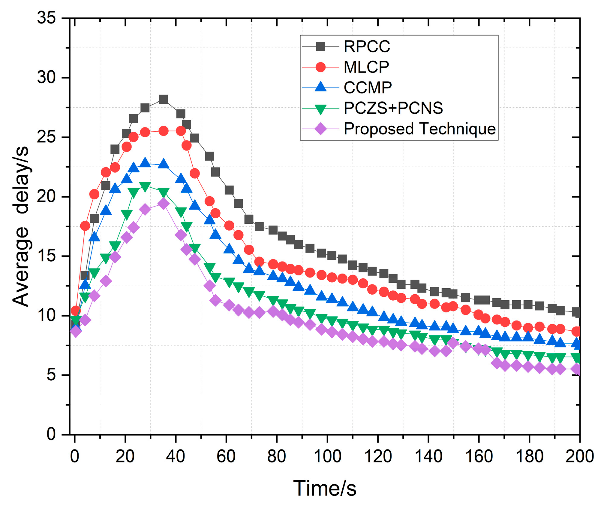 35
30
25
20
15
10
5
0
Average delay/s
RPCC
MLCP
CCMP
PCZS+PCNS
Proposed Technique
0 20 40 60 80 100 120 140 160 180 200
Time/s